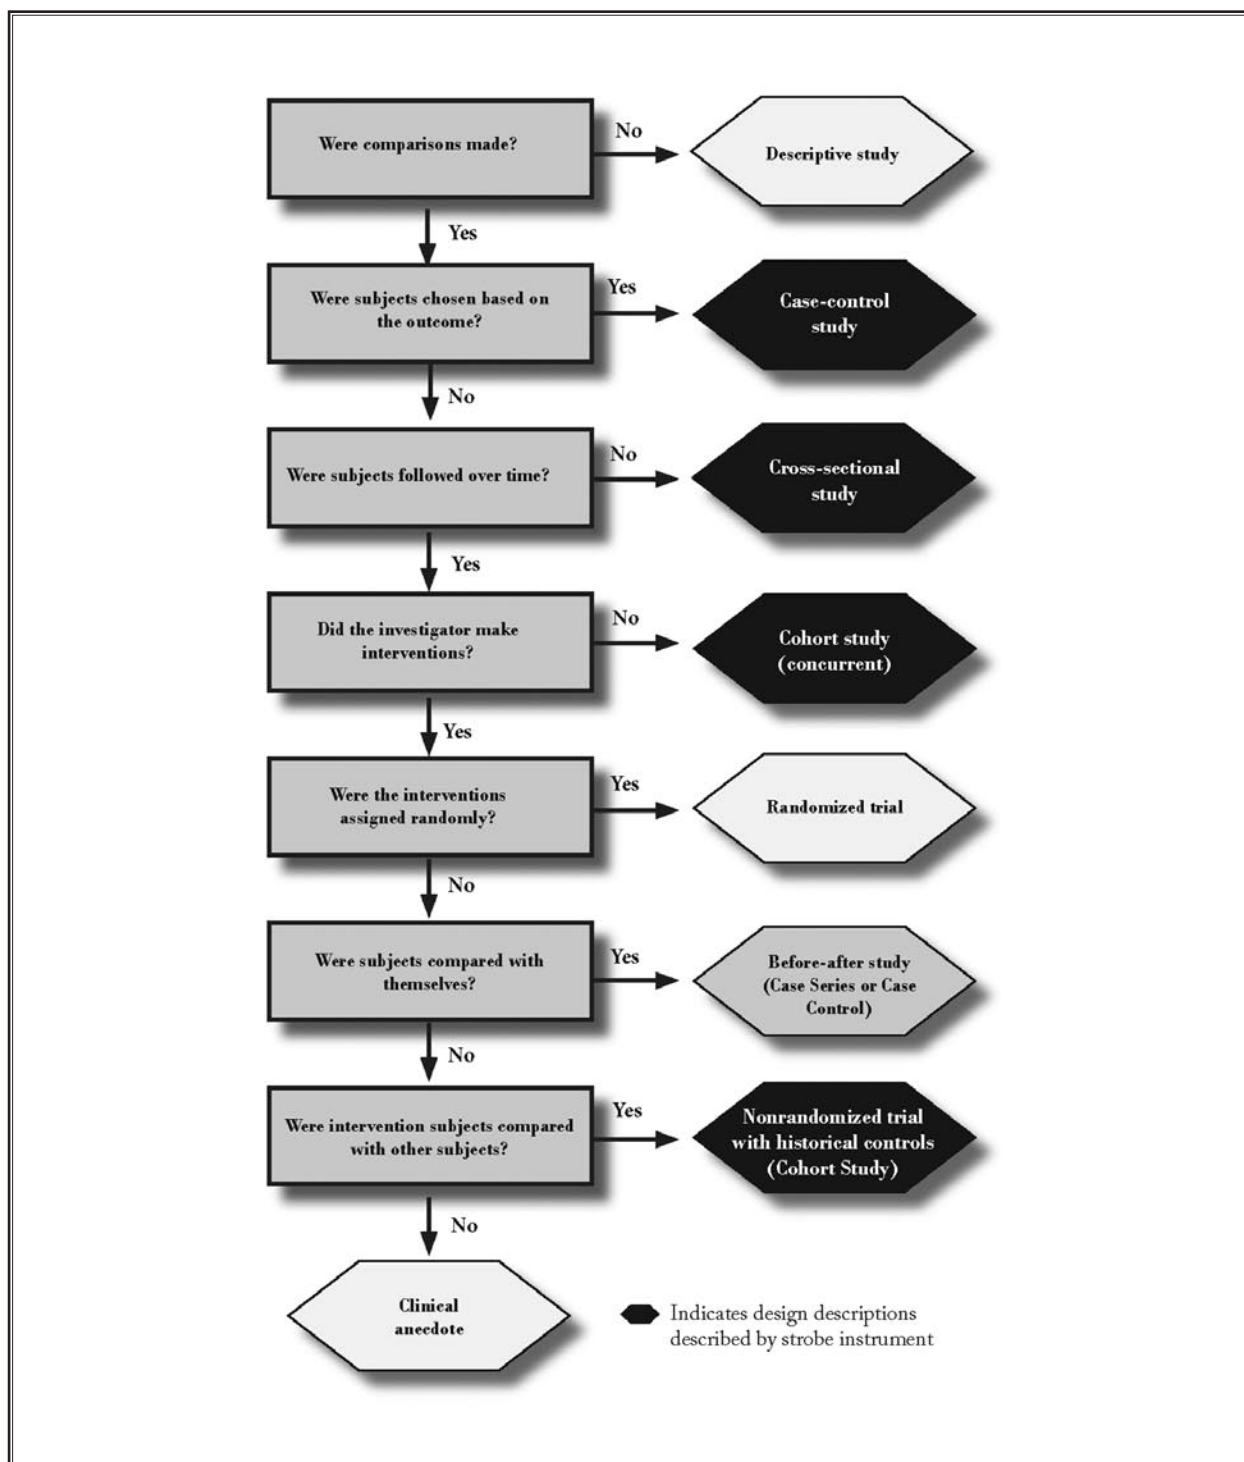 Were comparisons made?
No
Descriptive study
Yes
Were subjects chosen based on
the outcome?
Yes
Case-control
study
No
Were subjects followed over time?
No
Cross-sectional
study
Yes
Did the investigator make
interventions?
No
Cohort study
(concurrent)
Yes
Were the interventions
assigned randomly?
Yes
Randomized trial
No
Were subjects compared with
themselves?
Yes
Before-after study
(Case Series or Case
Control)
No
Were intervention subjects compared
with other subjects?
Yes
Nonrandomized trial
with historical controls
(Cohort Study)
No
Clinical
anecdote
Indicates design descriptions
described by strobe instrument